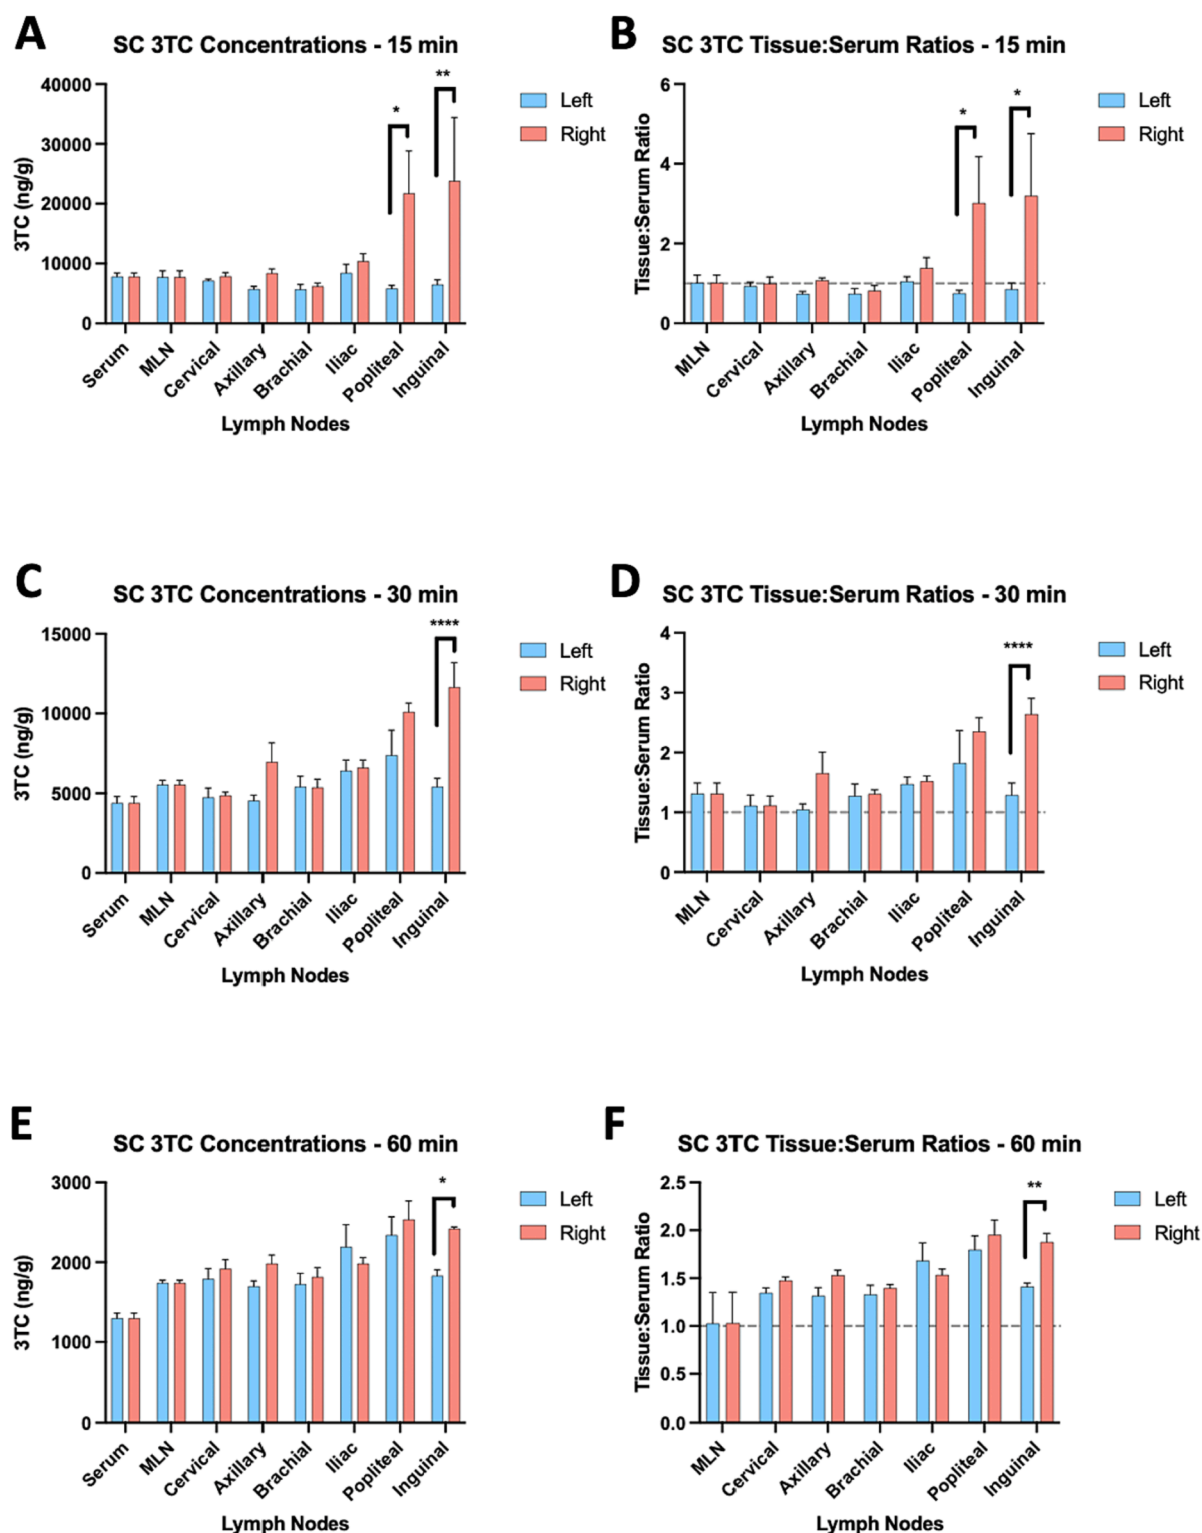 A
SC 3TC Concentrations - 15 min
3TC (ng/g)
40000
30000
20000
10000
0
*
**
Left
Right
Serum
MLN
Cervical
Axillary
Brachial
Iliac
Popliteal
Inguinal
Lymph Nodes
B
SC 3TC Tissue:Serum Ratios - 15 min
Tissue:Serum Ratio
6
4
2
0
*
*
Left
Right
MLN
Cervical
Axillary
Brachial
Iliac
Popliteal
Inguinal
Lymph Nodes
C
SC 3TC Concentrations - 30 min
3TC (ng/g)
15000
10000
5000
0
****
Left
Right
Serum
MLN
Cervical
Axillary
Brachial
Iliac
Popliteal
Inguinal
Lymph Nodes
D
SC 3TC Tissue:Serum Ratios - 30 min
Tissue:Serum Ratio
4
3
2
1
0
****
Left
Right
MLN
Cervical
Axillary
Brachial
Iliac
Popliteal
Inguinal
Lymph Nodes
E
SC 3TC Concentrations - 60 min
3TC (ng/g)
3000
2000
1000
0
*
Left
Right
Serum
MLN
Cervical
Axillary
Brachial
Iliac
Popliteal
Inguinal
Lymph Nodes
F
SC 3TC Tissue:Serum Ratios - 60 min
Tissue:Serum Ratio
2.5
2.0
1.5
1.0
0.5
0.0
**
Left
Right
MLN
Cervical
Axillary
Brachial
Iliac
Popliteal
Inguinal
Lymph Nodes